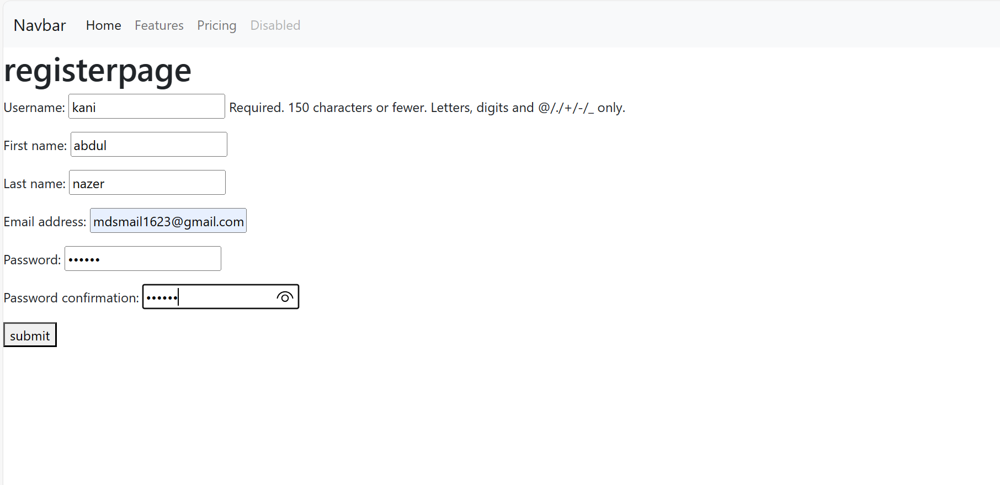 Navbar Home Features Pricing Disabled
registerpage
Username: kani Required. 150 characters or fewer. Letters, digits and @/./+/-/_ only.
First name: abdul
Last name: nazer
Email address: mdsmail1623@gmail.com
Password: ••••••
Password confirmation: ••••••
submit